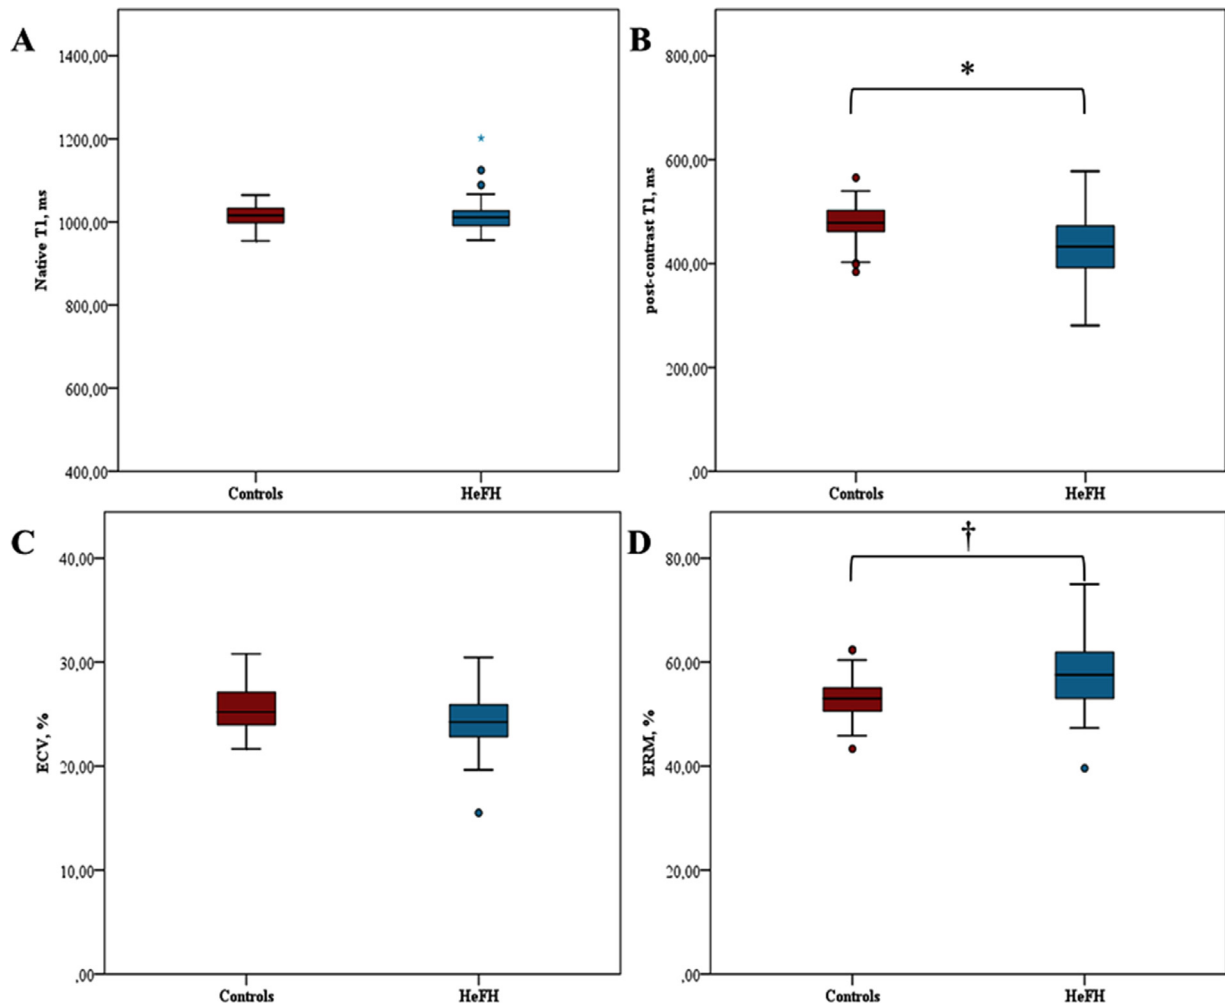 A
Native T1, ms
1400,00
1200,00
1000,00
800,00
600,00
400,00
Controls
HeFH
B
post-contrast T1, ms
800,00
600,00
400,00
200,00
,00
*
Controls
HeFH
C
ECV, %
40,00
30,00
20,00
10,00
,00
Controls
HeFH
D
ERM, %
80,00
60,00
40,00
20,00
,00
†
Controls
HeFH